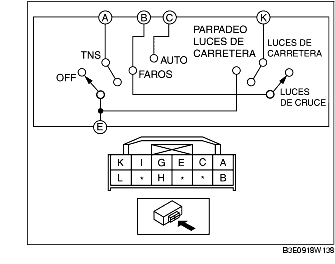 A B C K
PARPADEO
LUCES DE
CARRETERA
LUCES DE
CARRETERA
TNS
AUTO
OFF
FAROS
LUCES
DE CRUCE
E
K I G E C A
L * H * * B
B3E0918W138